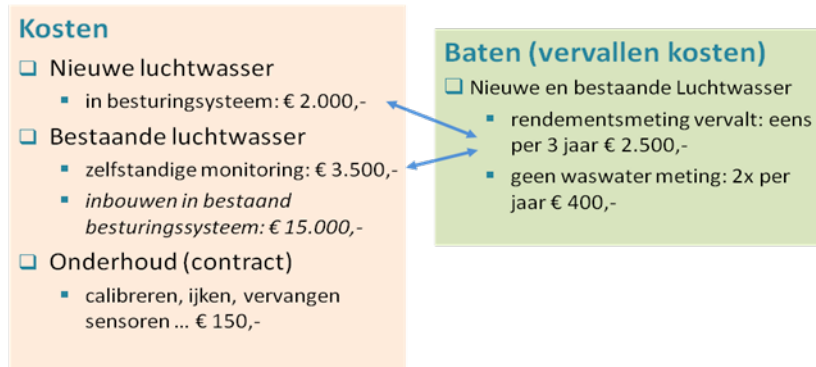 Kosten
Nieuwe luchtwasser
in besturingsysteem: € 2.000,-
Bestaande luchtwasser
zelfstandige monitoring: € 3.500,-
inbouwen in bestaand
besturingssysteem: € 15.000,-
Onderhoud (contract)
calibreren, ijken, vervangen
sensoren ... € 150,-
Baten (vervallen kosten)
Nieuwe en bestaande Luchtwasser
rendementsmeting vervalt: eens
per 3 jaar € 2.500,-
geen waswater meting: 2x per
jaar € 400,-